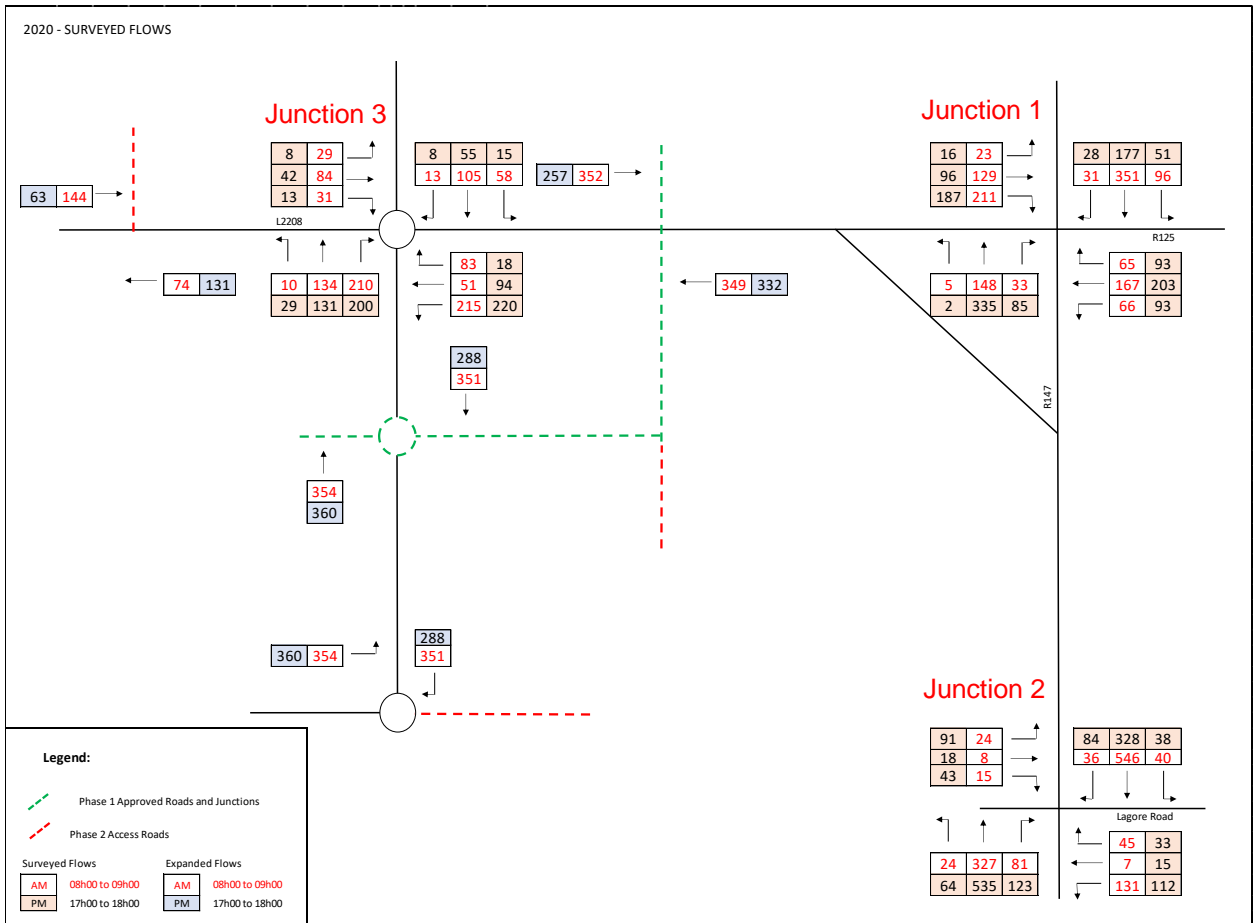 2020 - SURVEYED FLOWS
Junction 3
Junction 1
8 29
42 84
13 31
8 55 15
13 105 58
257 352
16 23
96 129
187 211
28 177 51
31 351 96
63 144
L2208
R125
74 131
10 134 210
29 131 200
83 18
51 94
215 220
349 332
5 148 33
2 335 85
65 93
167 203
66 93
288
351
R147
354
360
360 354
288
351
Junction 2
91 24
18 8
43 15
84 328 38
36 546 40
Lagore Road
24 327 81
64 535 123
45 33
7 15
131 112
Legend:
Phase 1 Approved Roads and Junctions
Phase 2 Access Roads
Surveyed Flows Expanded Flows
AM 08h00 to 09h00 AM 08h00 to 09h00
PM 17h00 to 18h00 PM 17h00 to 18h00